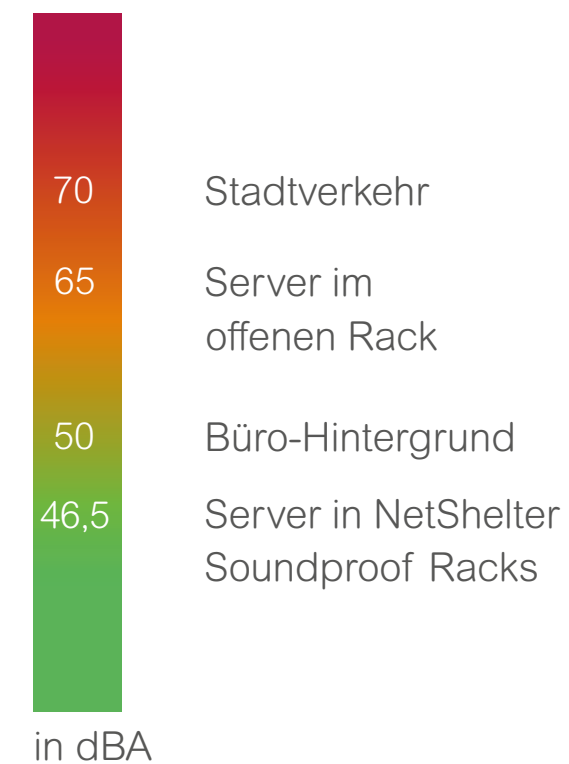 70 Stadtverkehr
65 Server im
offenen Rack
50 Büro-Hintergrund
46,5 Server in NetShelter
Soundproof Racks
in dBA